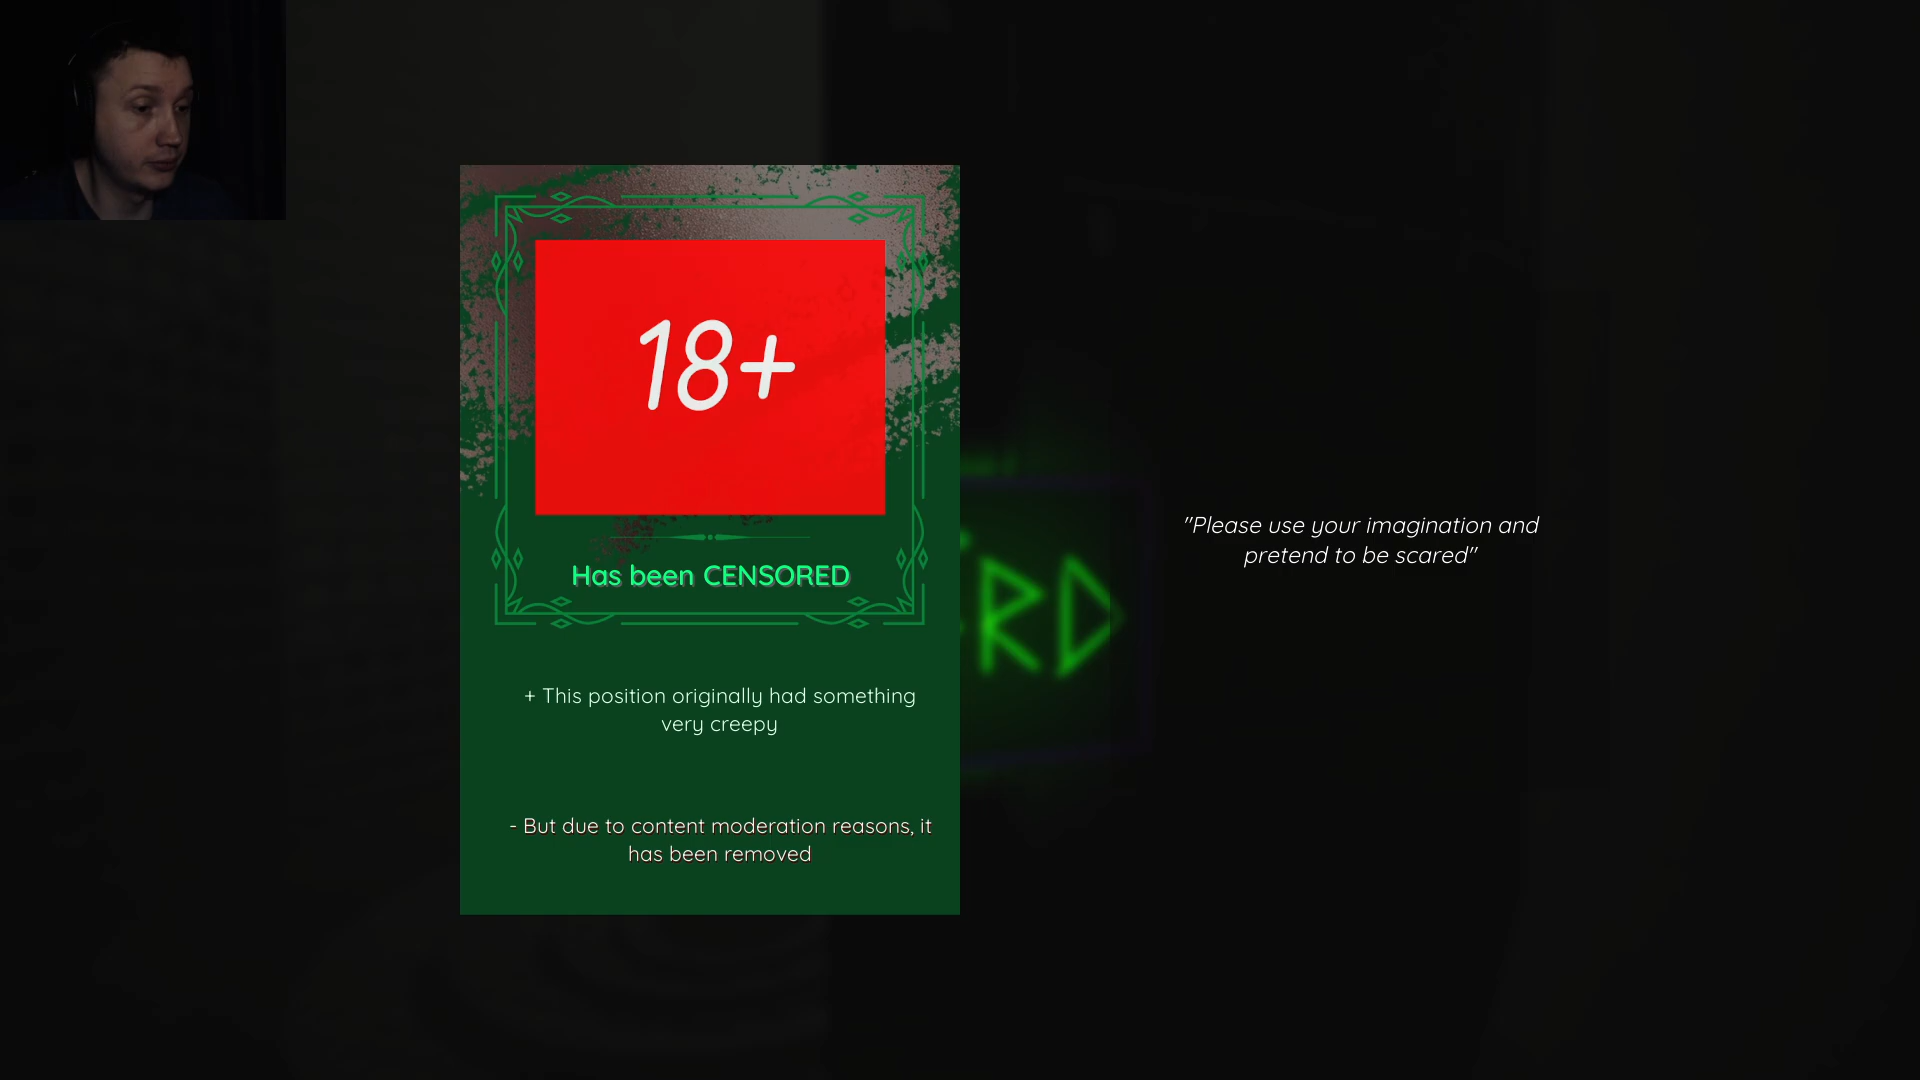 18+
Has been CENSORED
+ This position originally had something
very creepy
- But due to content moderation reasons, it
has been removed
RD
"Please use your imagination and
pretend to be scared"